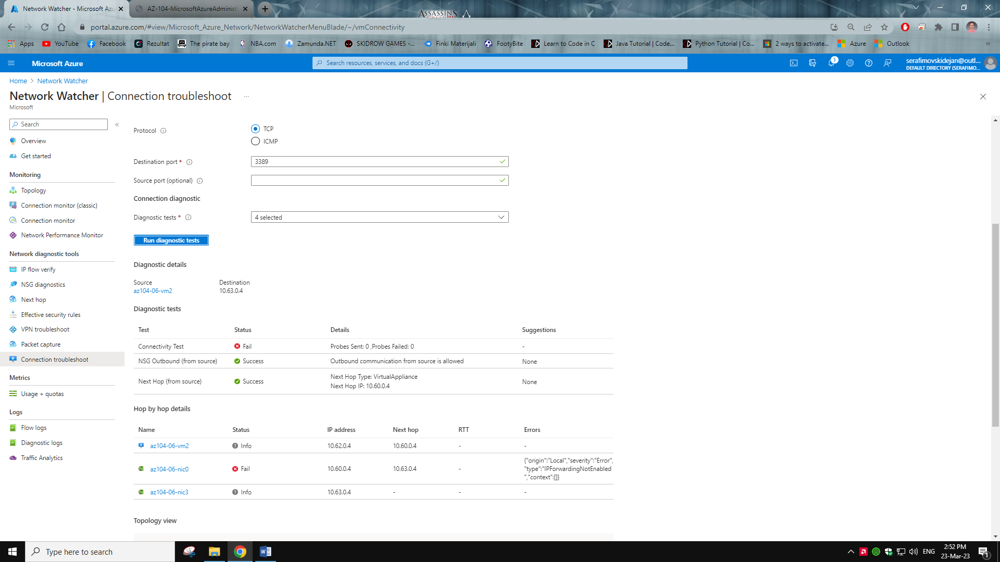 Network Watcher - Microsoft Azu
AZ-104-MicrosoftAzureAdminist
ASSASSINS
portal.azure.com/#view/Microsoft_Azure_Network/NetworkWatcherMenuBlade/~/vmConnectivity
Apps
YouTube
Facebook
Rezultat
The pirate bay
NBA.com
Zamunda.NET
SKIDROW GAMES -...
Finki Materijali
FootyBite
Learn to Code in C
Java Tutorial | Code...
Python Tutorial | Co...
2 ways to activate...
Azure
Outlook
»
Microsoft Azure
Search resources, services, and docs (G+/)
5
serafimovskidejan@outl...
DEFAULT DIRECTORY (SERAFIMO...
Home > Network Watcher
Network Watcher | Connection troubleshoot ...
Microsoft
Search «
Overview
Get started
Monitoring
Topology
Connection monitor (classic)
Connection monitor
Network Performance Monitor
Network diagnostic tools
IP flow verify
NSG diagnostics
Next hop
Effective security rules
VPN troubleshoot
Packet capture
Connection troubleshoot
Metrics
Usage + quotas
Logs
Flow logs
Diagnostic logs
Traffic Analytics
Protocol
TCP
ICMP
Destination port * 3389
Source port (optional)
Connection diagnostic
Diagnostic tests * 4 selected
Run diagnostic tests
Diagnostic details
Source Destination
az104-06-vm2 10.63.0.4
Diagnostic tests
Test Status Details Suggestions
Connectivity Test Fail Probes Sent: 0 ,Probes Failed: 0 -
NSG Outbound (from source) Success Outbound communication from source is allowed None
Next Hop (from source) Success Next Hop Type: VirtualAppliance None
Next Hop IP: 10.60.0.4
Hop by hop details
Name Status IP address Next hop RTT Errors
az104-06-vm2 Info 10.62.0.4 10.60.0.4 - -
az104-06-nic0 Fail 10.60.0.4 10.63.0.4 - {"origin":"Local","severity":"Error",
"type":"IPForwardingNotEnabled
","context":[]}
az104-06-nic3 Info 10.63.0.4 - - -
Topology view
Type here to search
ENG
2:52 PM
23-Mar-23
1